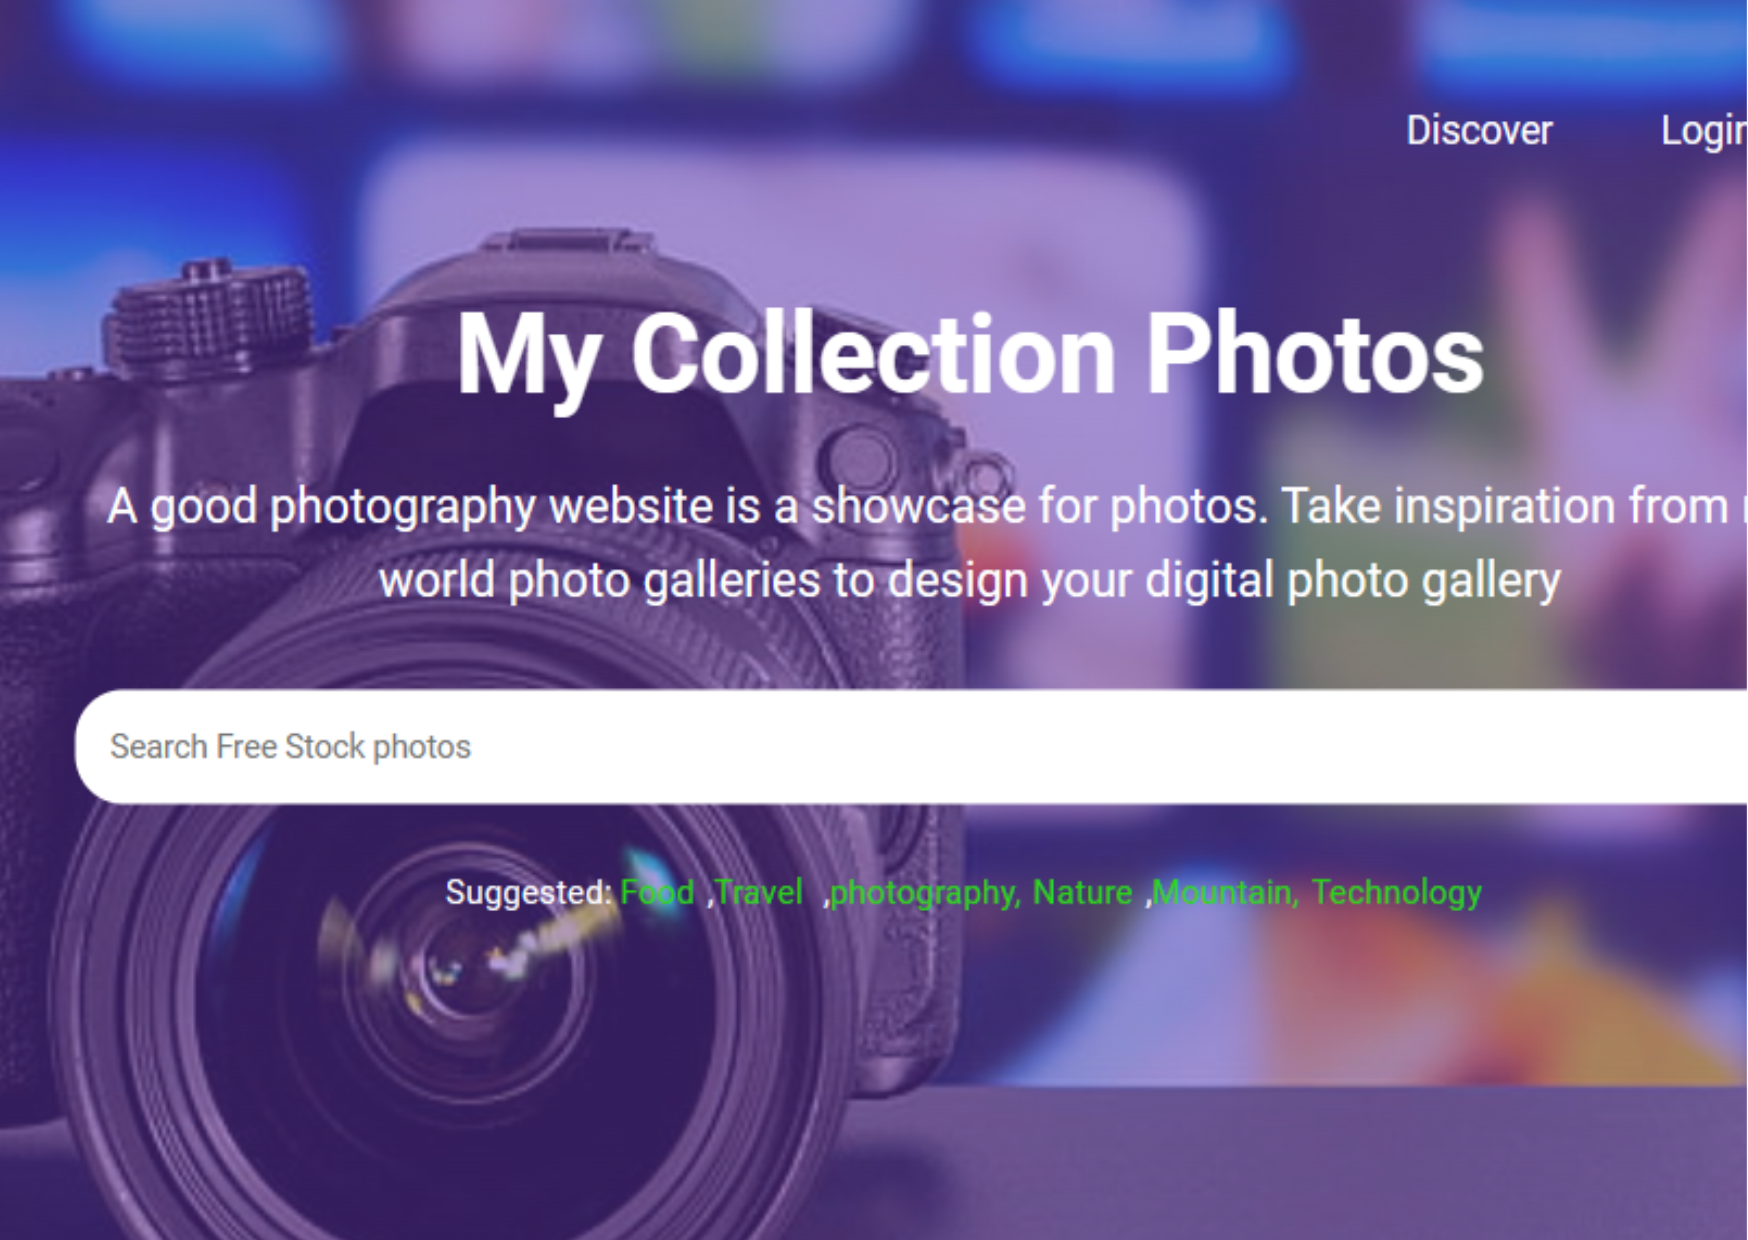 Discover Login
My Collection Photos
A good photography website is a showcase for photos. Take inspiration from
world photo galleries to design your digital photo gallery
Search Free Stock photos
Suggested: Food ,Travel ,photography, Nature ,Mountain, Technology